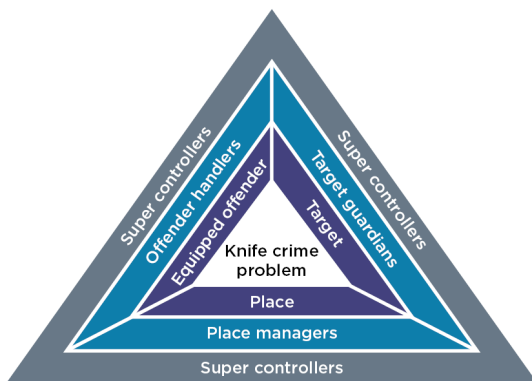 Super controllers
Offender handlers
Equipped offender
Target
Target guardians
Super controllers
Knife crime
problem
Place
Place managers
Super controllers